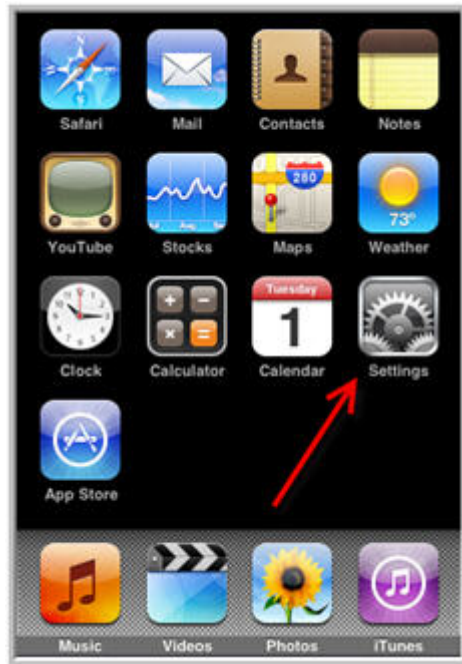 Safari Mail Contacts Notes
280
73°
YouTube Stocks Maps Weather
Tuesday
1
Clock Calculator Calendar Settings
App Store
Music Videos Photos iTunes